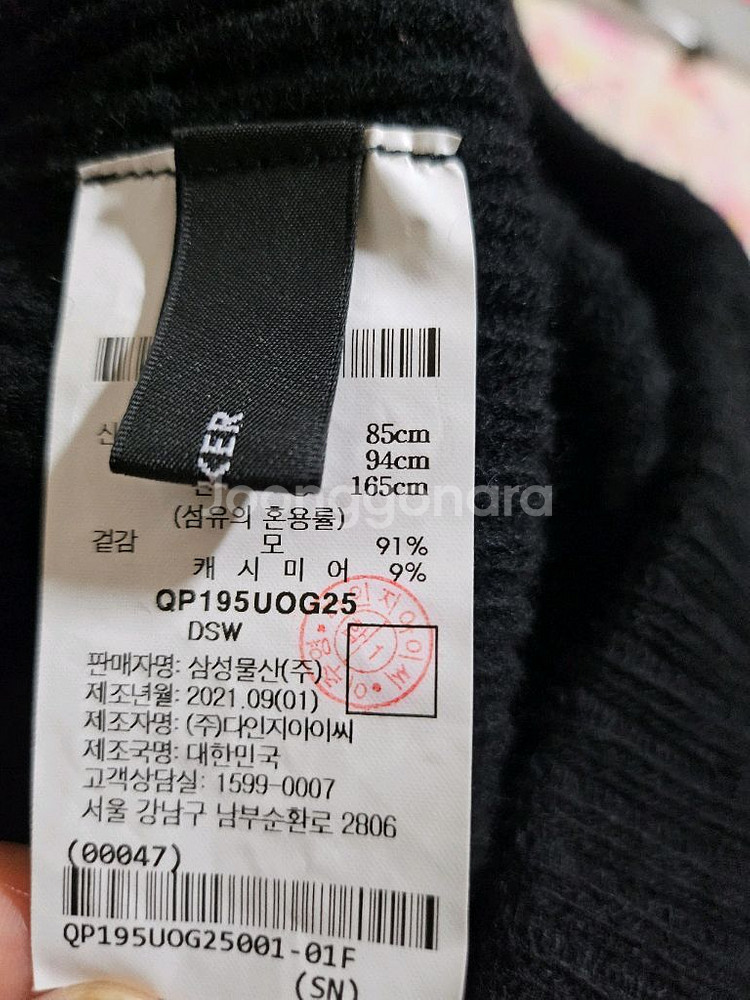 KER
85cm
94cm
165cm
Joonggonara
(섬유의 혼용률)
겉감 모 91%
캐 시 미 어 9%
QP195UOG25
DSW
판매자명: 삼성물산(주)
제조년월: 2021.09(01)
제조자명: (주)다인지아이씨
제조국명: 대한민국
고객상담실: 1599-0007
서울 강남구 남부순환로 2806
(00047)
QP195UOG25001-01F
(SN)